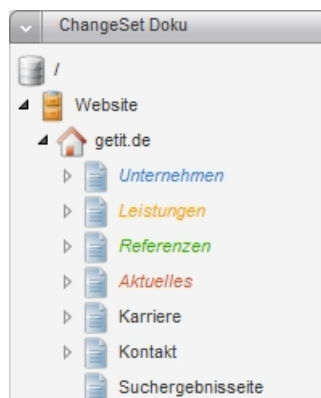 ChangeSet Doku
/
Website
getit.de
Unternehmen
Leistungen
Referenzen
Aktuelles
Karriere
Kontakt
Suchergebnisseite